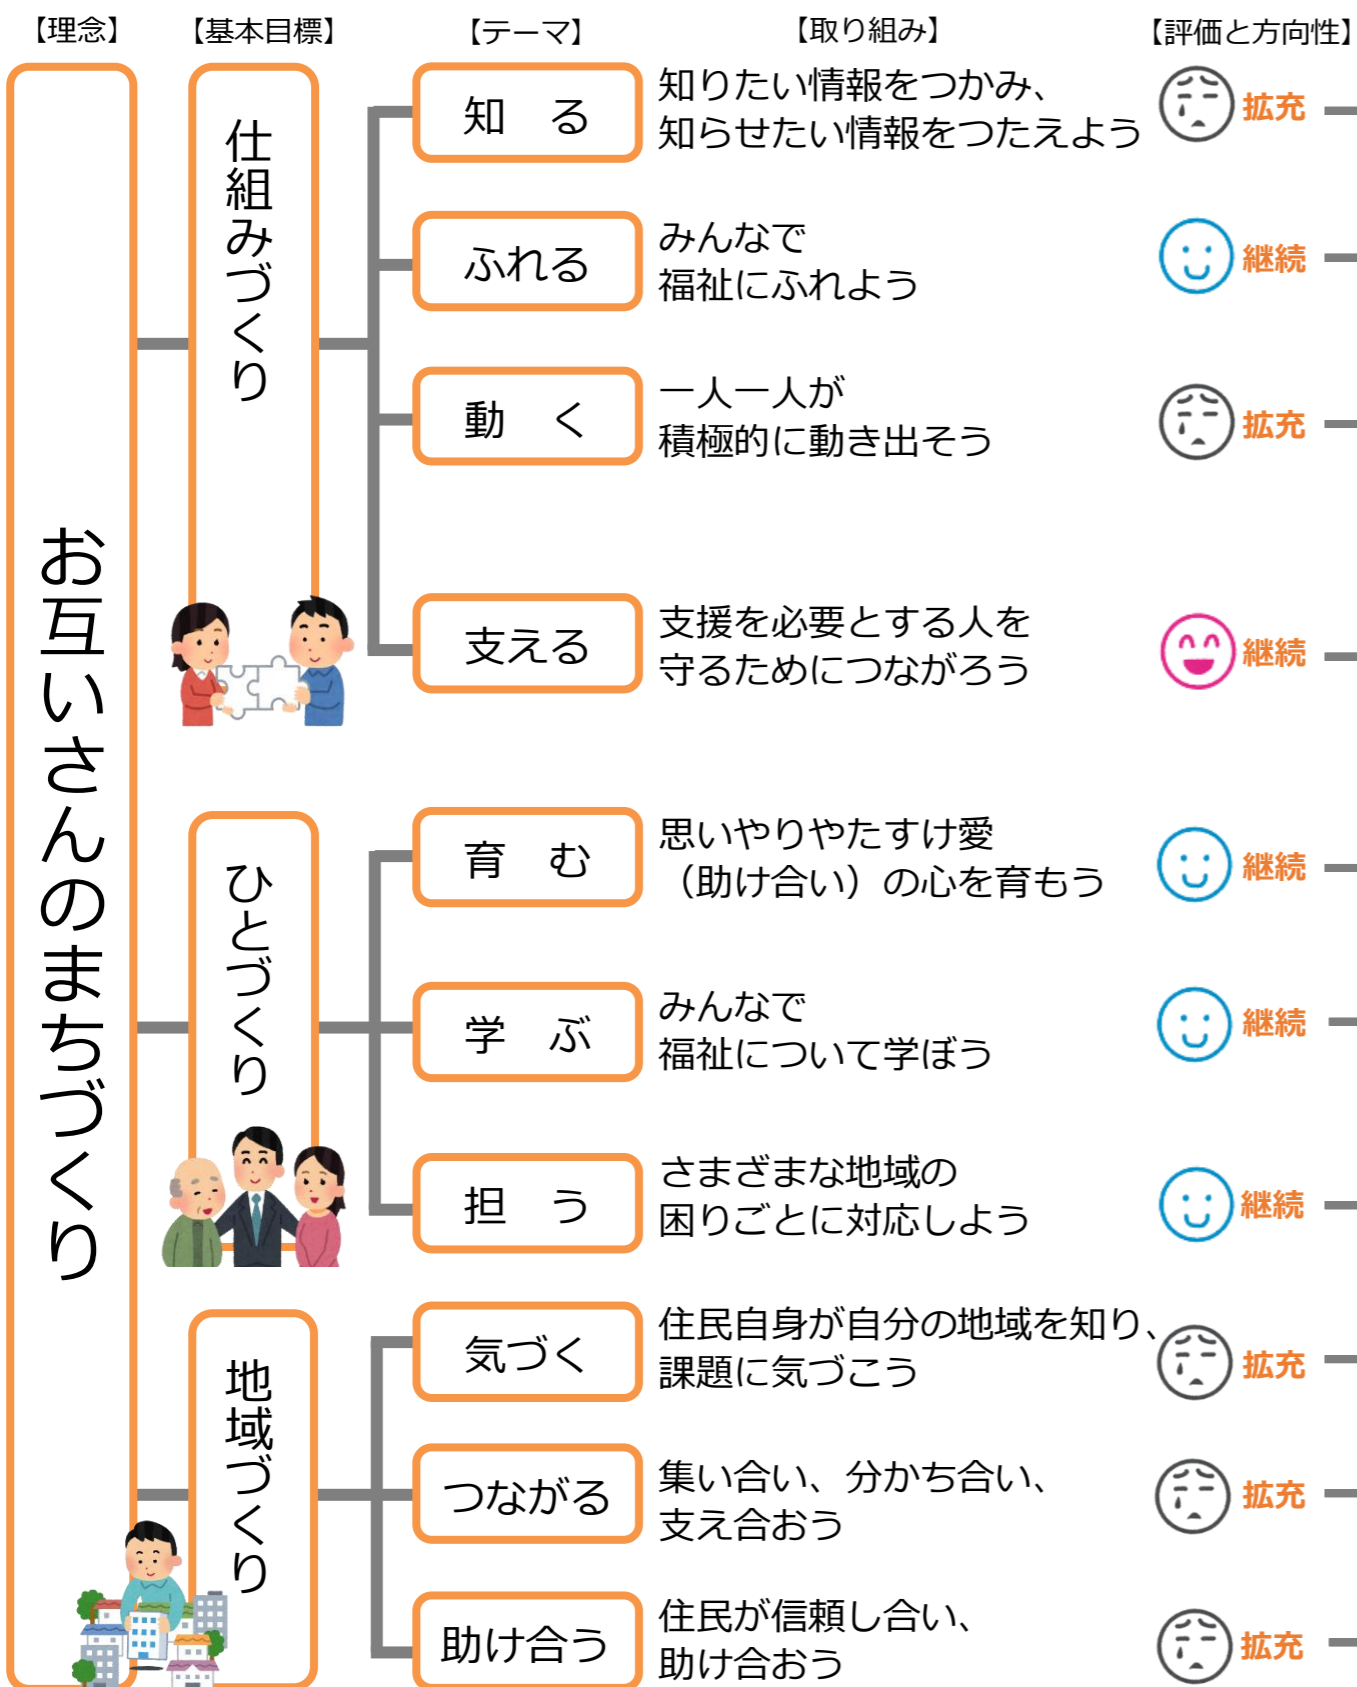 【理念】
【基本目標】
【テーマ】
【取り組み】
【評価と方向性】
お互いさんのまちづくり
仕組みづくり
知　る
知りたい情報をつかみ、
知らせたい情報をつたえよう
拡充
ふれる
みんなで
福祉にふれよう
継続
動　く
一人一人が
積極的に動き出そう
拡充
支える
支援を必要とする人を
守るためにつながろう
継続
ひとづくり
育　む
思いやりやたすけ愛
（助け合い）の心を育もう
継続
学　ぶ
みんなで
福祉について学ぼう
継続
担　う
さまざまな地域の
困りごとに対応しよう
継続
地域づくり
気づく
住民自身が自分の地域を知り、
課題に気づこう
拡充
つながる
集い合い、分かち合い、
支え合おう
拡充
助け合う
住民が信頼し合い、
助け合おう
拡充